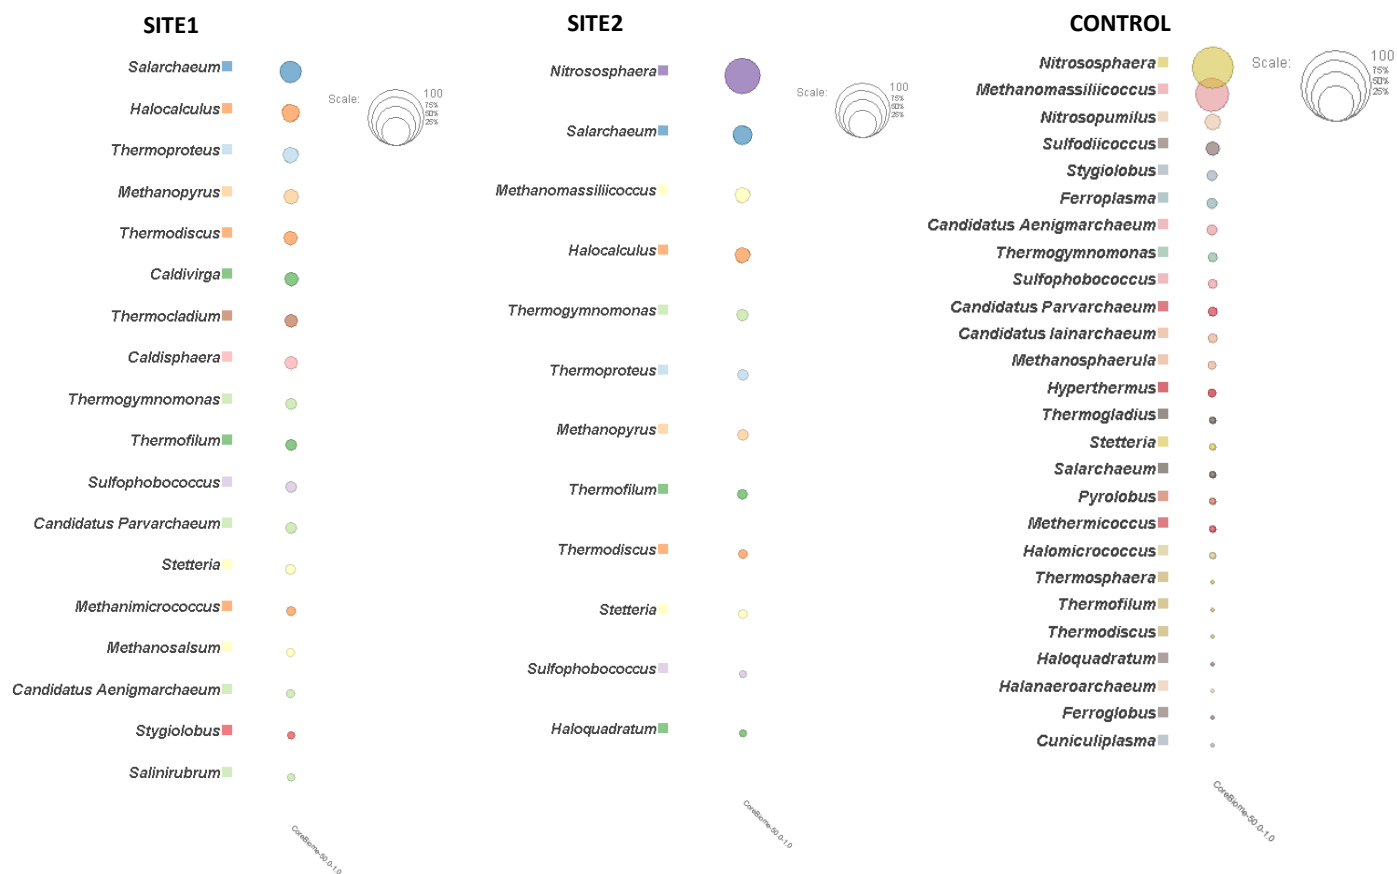 SITE1
Salarchaeum
Halocalculus
Thermoproteus
Methanopyrus
Thermodiscus
Caldivirga
Thermocladium
Caldisphaera
Thermogymnomonas
Thermofilum
Sulfophobococcus
Candidatus Parvarchaeum
Stetteria
Methanimicrococcus
Methanosalsum
Candidatus Aenigmarchaeum
Stygiolobus
Salinirubrum
Scale:
100
75%
50%
25%
CoreBiome-50.0-1.0
SITE2
Nitrososphaera
Salarchaeum
Methanomassiliicoccus
Halocalculus
Thermogymnomonas
Thermoproteus
Methanopyrus
Thermofilum
Thermodiscus
Stetteria
Sulfophobococcus
Haloquadratum
Scale:
100
75%
50%
25%
CoreBiome-50.0-1.0
CONTROL
Nitrososphaera
Methanomassiliicoccus
Nitrosopumilus
Sulfodiicoccus
Stygiolobus
Ferroplasma
Candidatus Aenigmarchaeum
Thermogymnomonas
Sulfophobococcus
Candidatus Parvarchaeum
Candidatus Iainarchaeum
Methanosphaerula
Hyperthermus
Thermogladius
Stetteria
Salarchaeum
Pyrolobus
Methermicoccus
Halomicrococcus
Thermosphaera
Thermofilum
Thermodiscus
Haloquadratum
Halanaeroarchaeum
Ferroglobus
Cuniculiplasma
Scale:
100
75%
50%
25%
CoreBiome-50.0-1.0